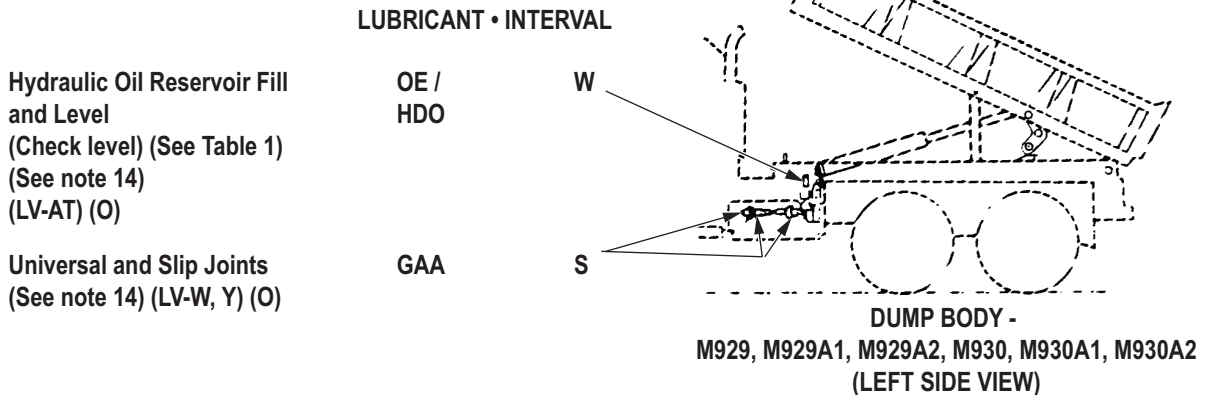 LUBRICANT • INTERVAL
Hydraulic Oil Reservoir Fill
and Level
(Check level) (See Table 1)
(See note 14)
(LV-AT) (O)
OE /
HDO
W
Universal and Slip Joints
(See note 14) (LV-W, Y) (O)
GAA
S
DUMP BODY -
M929, M929A1, M929A2, M930, M930A1, M930A2
(LEFT SIDE VIEW)